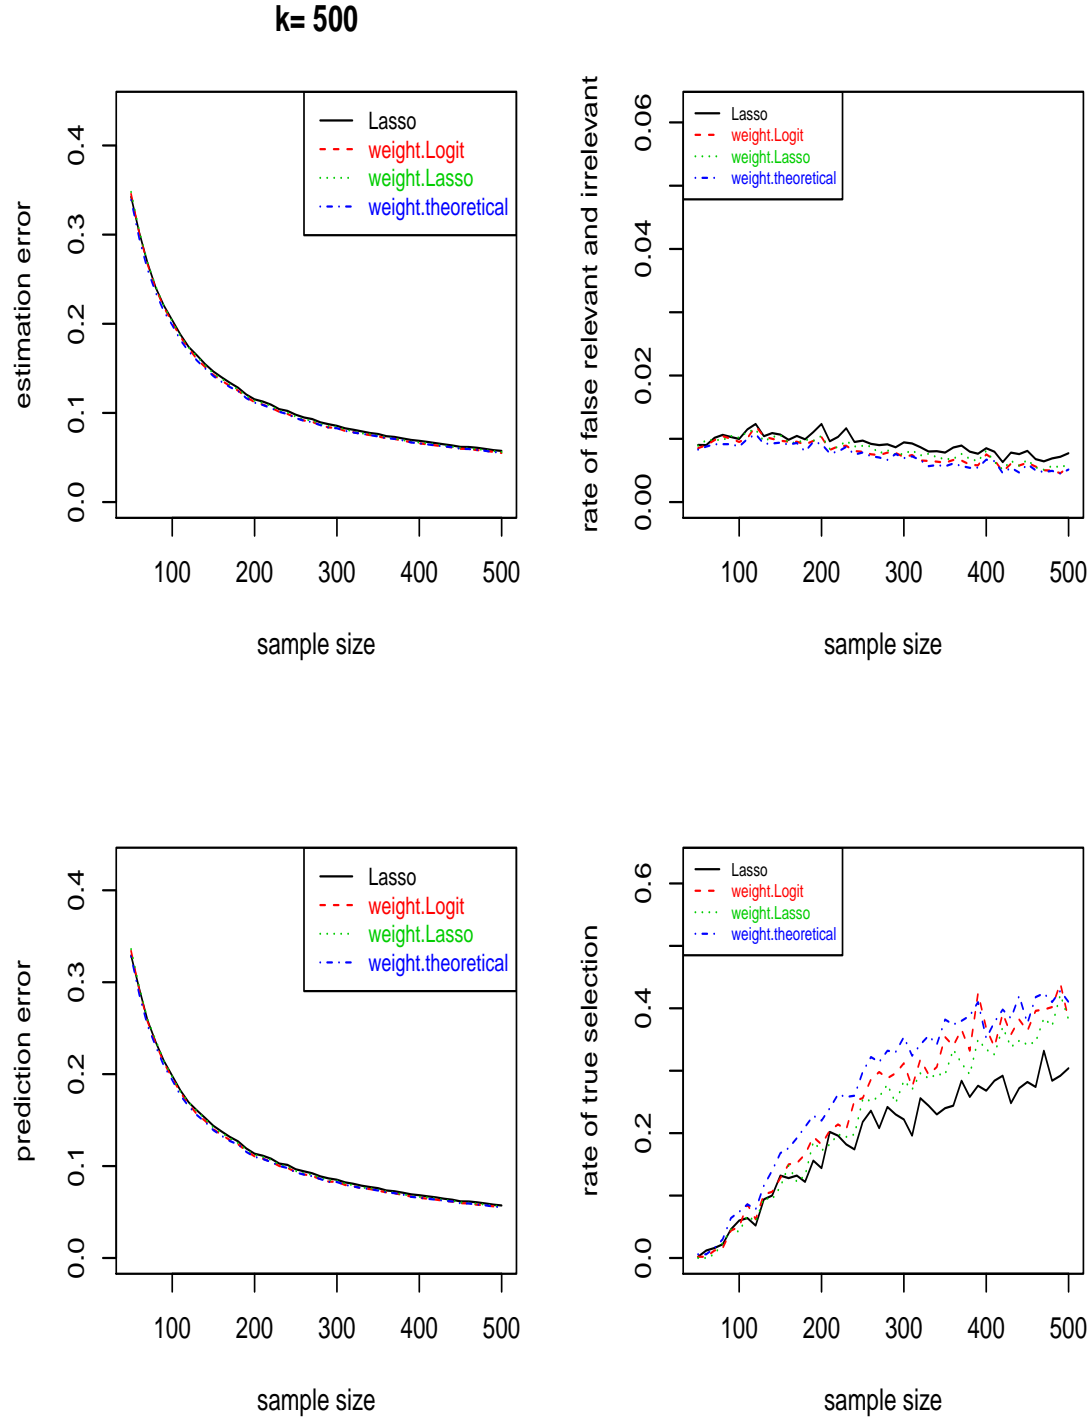 k= 500
estimation error
0.0
0.1
0.2
0.3
0.4
Lasso
weight.Logit
weight.Lasso
weight.theoretical
100
200
300
400
500
sample size
rate of false relevant and irrelevant
0.00
0.02
0.04
0.06
Lasso
weight.Logit
weight.Lasso
weight.theoretical
100
200
300
400
500
sample size
prediction error
0.0
0.1
0.2
0.3
0.4
Lasso
weight.Logit
weight.Lasso
weight.theoretical
100
200
300
400
500
sample size
rate of true selection
0.0
0.2
0.4
0.6
Lasso
weight.Logit
weight.Lasso
weight.theoretical
100
200
300
400
500
sample size